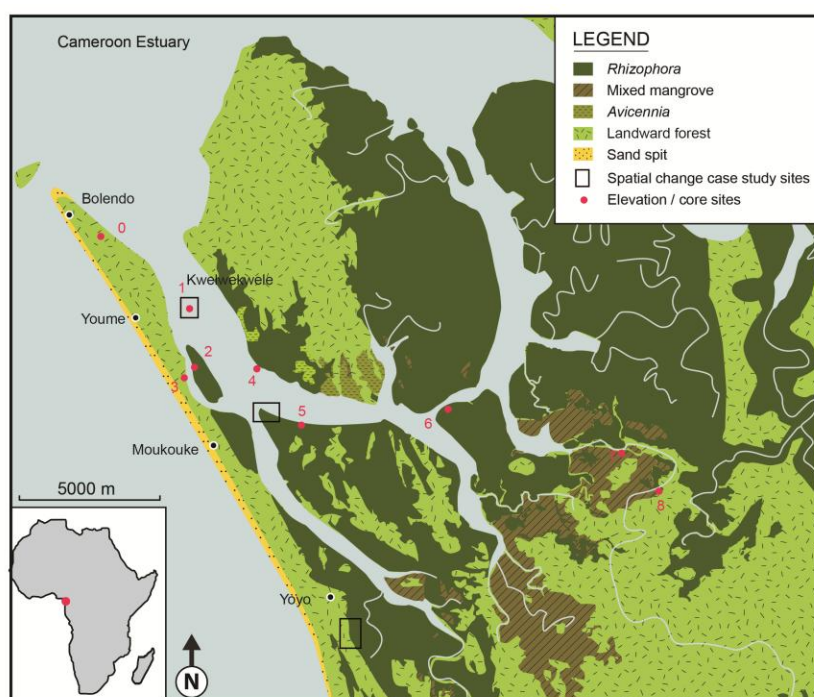 Cameroon Estuary
LEGEND
Rhizophora
Mixed mangrove
Avicennia
Landward forest
Sand spit
Spatial change case study sites
Elevation / core sites
Bolendo
0
Kwelwekwele
1
Youme
2
3
4
5
6
7
8
Moukouke
5000 m
Yoyo
N